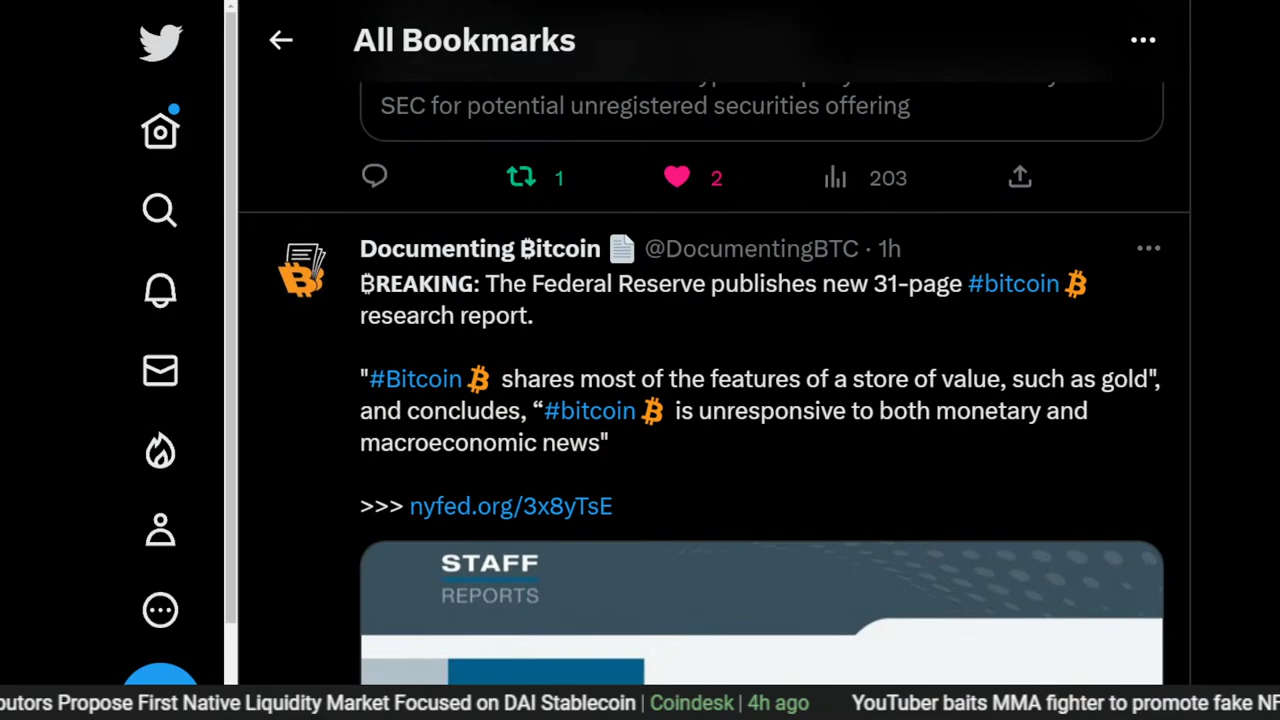 All Bookmarks
SEC for potential unregistered securities offering
1 2 203
Documenting ₿itcoin @DocumentingBTC · 1h
₿REAKING: The Federal Reserve publishes new 31-page #bitcoin
research report.
"#Bitcoin shares most of the features of a store of value, such as gold",
and concludes, “#bitcoin is unresponsive to both monetary and
macroeconomic news"
>>> nyfed.org/3x8yTsE
STAFF
REPORTS
Propose First Native Liquidity Market Focused on DAI Stablecoin | Coindesk | 4h ago YouTuber baits MMA fighter to promote fake